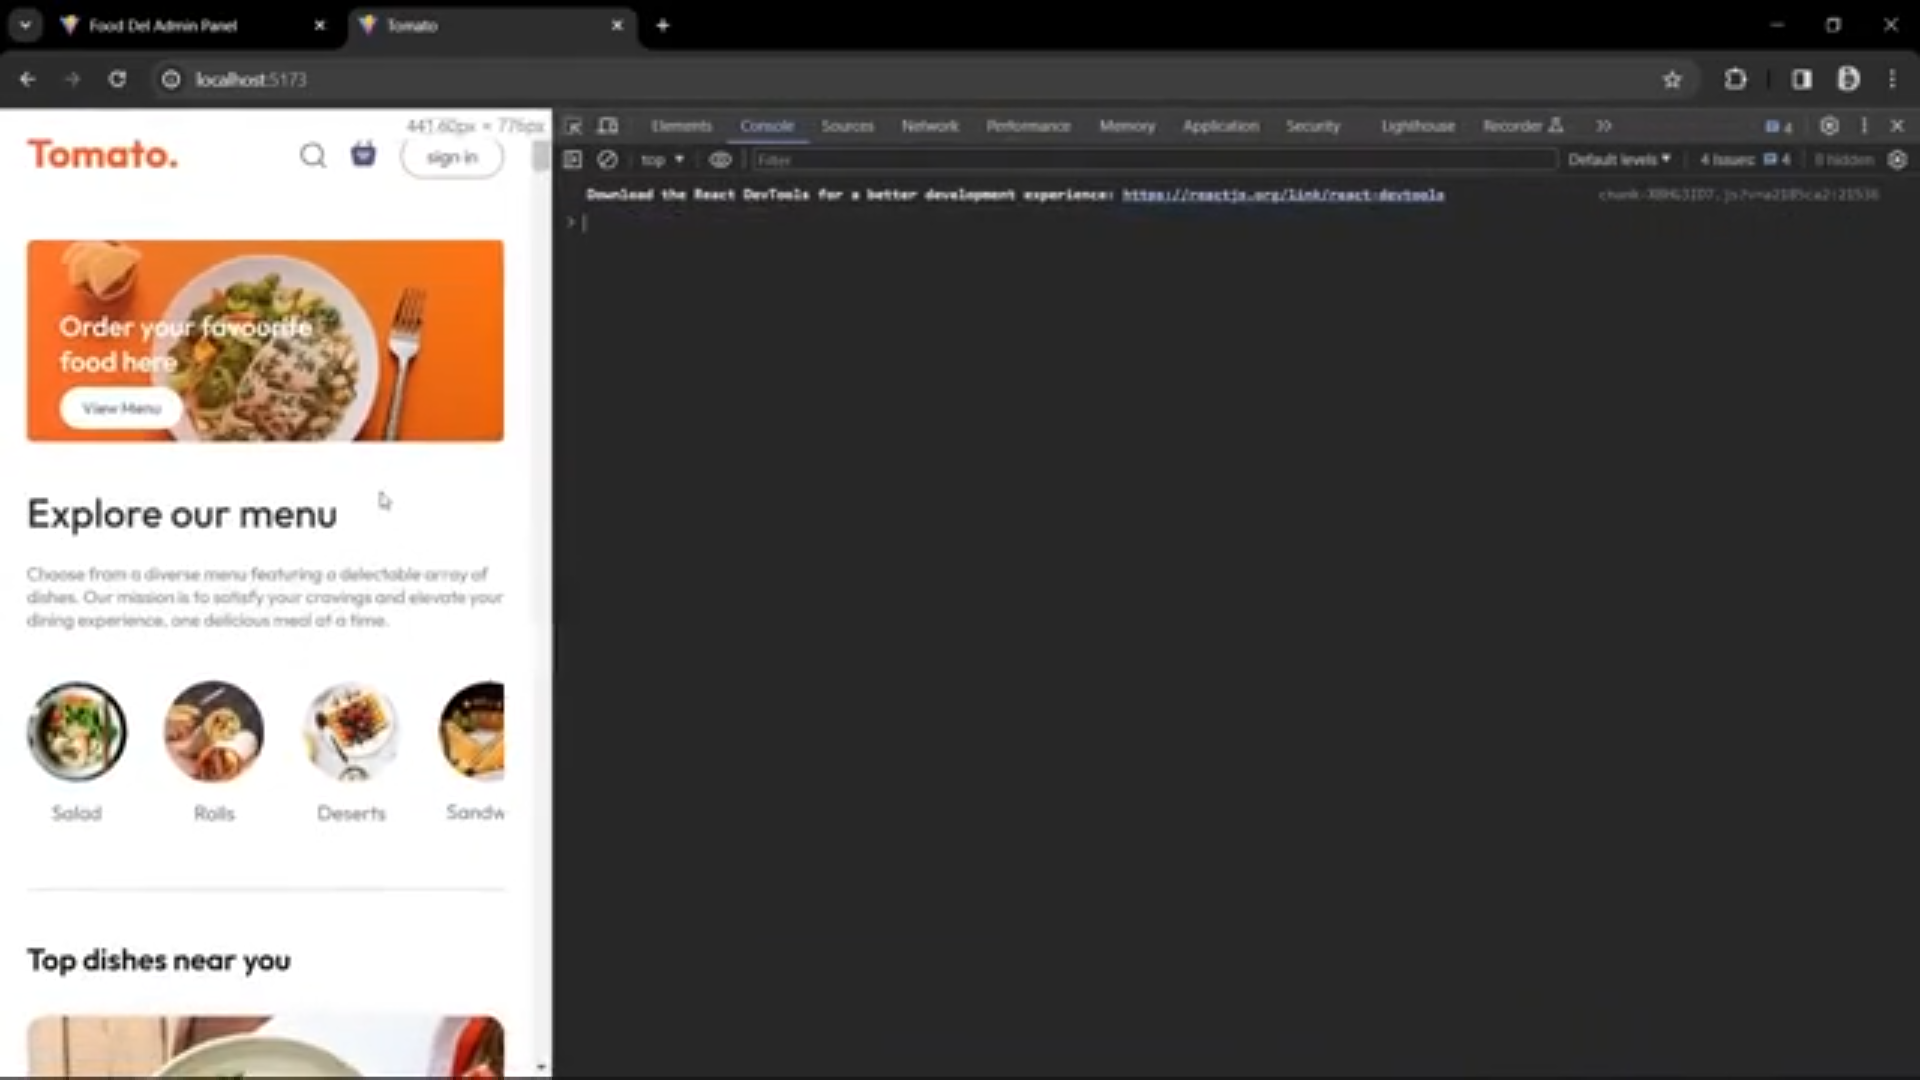 Food Del Admin Panel
Tomato
localhost:5173
441.60px × 776px
Elements Console Sources Network Performance Memory Application Security Lighthouse Recorder
4
top
Filter
Default levels
4 Issues: 4
8 hidden
Download the React DevTools for a better development experience: https://reactjs.org/link/react-devtools
Tomato.
sign in
Order your favourite
food here
View Menu
Explore our menu
Choose from a diverse menu featuring a delectable array of
dishes. Our mission is to satisfy your cravings and elevate your
dining experience, one delicious meal at a time.
Salad Rolls Deserts Sandw
Top dishes near you